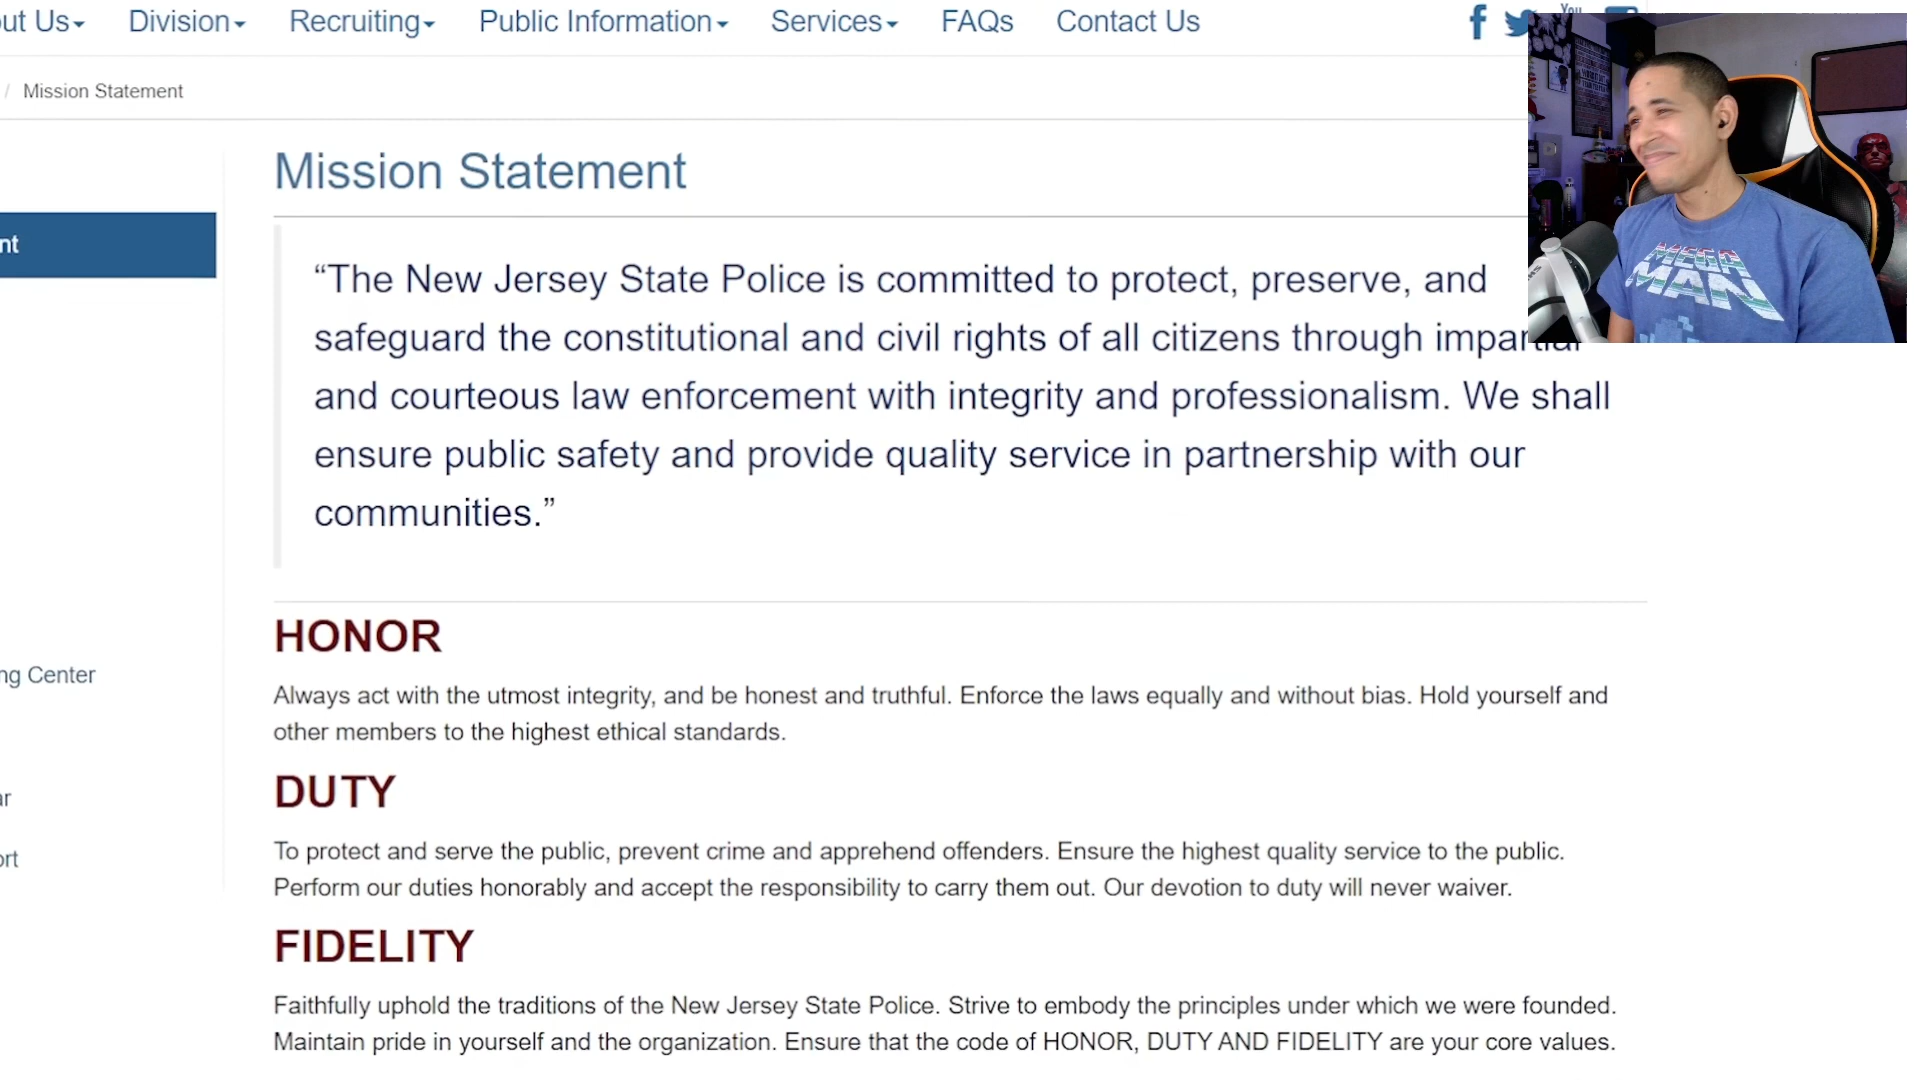 Us Division Recruiting Public Information Services FAQs Contact Us
You
/ Mission Statement
Mission Statement
“The New Jersey State Police is committed to protect, preserve, and
safeguard the constitutional and civil rights of all citizens through impartial
and courteous law enforcement with integrity and professionalism. We shall
ensure public safety and provide quality service in partnership with our
communities.”
HONOR
Always act with the utmost integrity, and be honest and truthful. Enforce the laws equally and without bias. Hold yourself and
other members to the highest ethical standards.
DUTY
To protect and serve the public, prevent crime and apprehend offenders. Ensure the highest quality service to the public.
Perform our duties honorably and accept the responsibility to carry them out. Our devotion to duty will never waiver.
FIDELITY
Faithfully uphold the traditions of the New Jersey State Police. Strive to embody the principles under which we were founded.
Maintain pride in yourself and the organization. Ensure that the code of HONOR, DUTY AND FIDELITY are your core values.
Center
MEGA
MAN